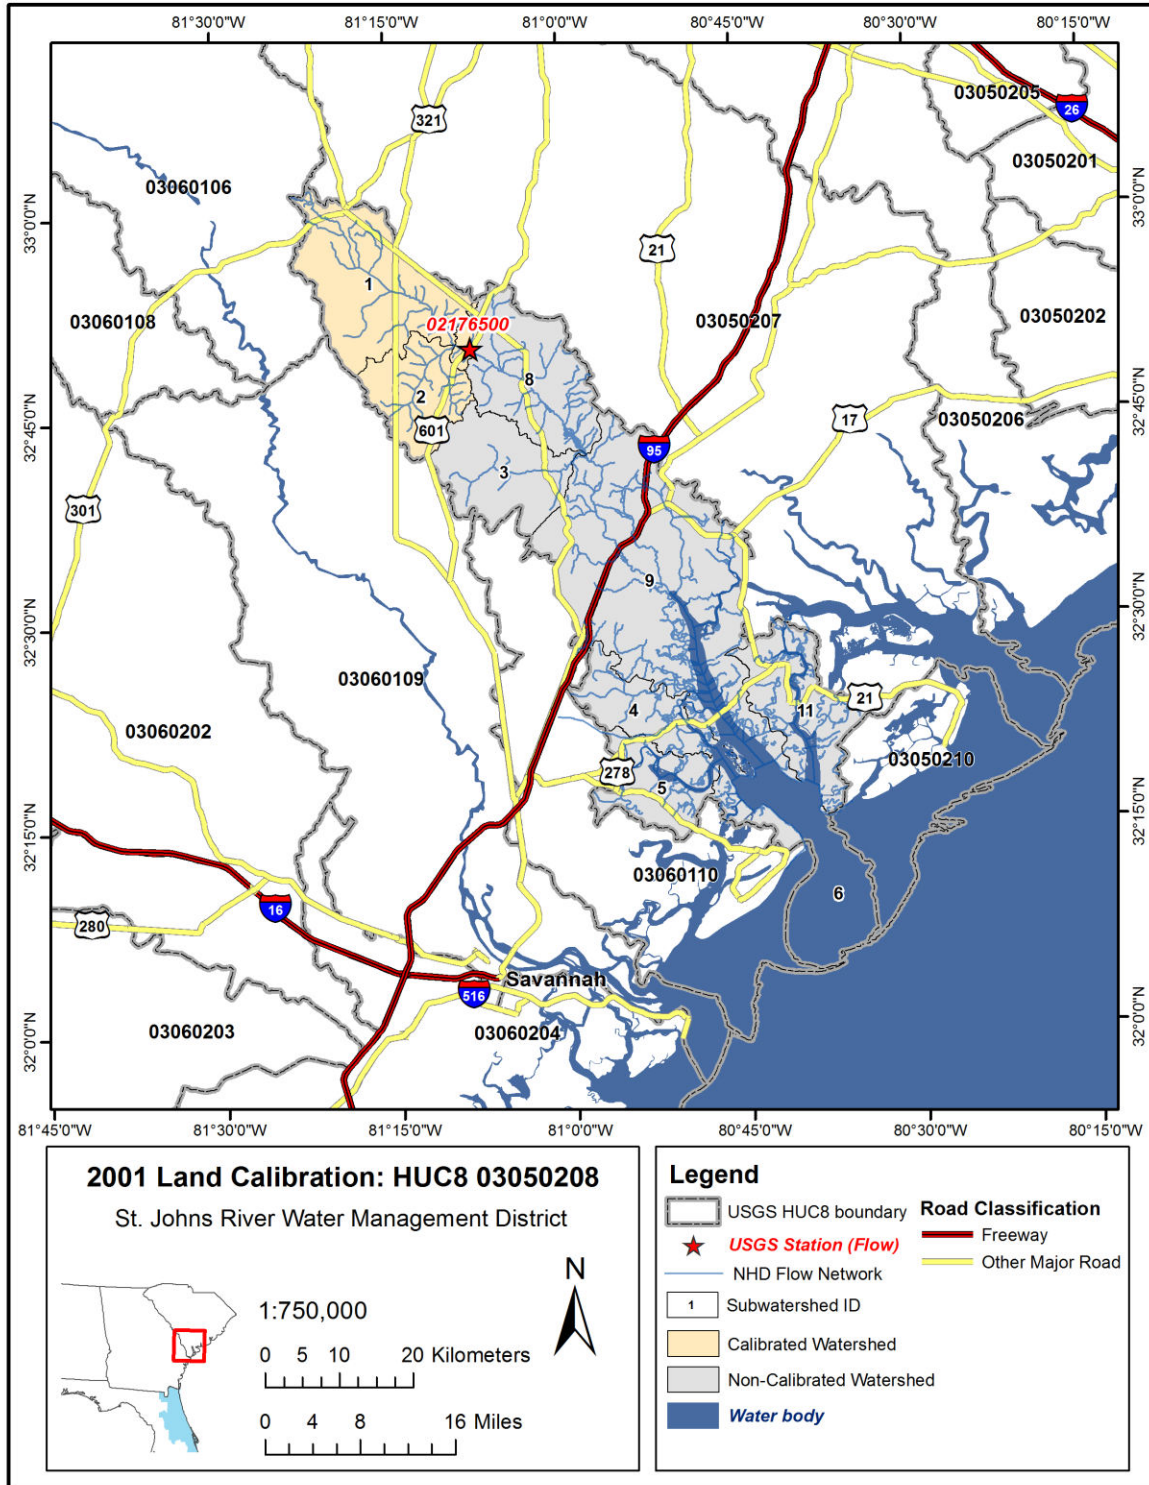 81°30'0"W 81°15'0"W 81°0'0"W 80°45'0"W 80°30'0"W 80°15'0"W
03050205
26
321
03050201
03060106
33°0'0"N
33°0'0"N
21
1
03060108
02176500
03050207
03050202
8
2
32°45'0"N
601
17
03050206
32°45'0"N
95
3
301
9
32°30'0"N
32°30'0"N
03060109
4
11
21
03060202
278
5
03050210
32°15'0"N
32°15'0"N
03060110
6
16
280
Savannah
516
03060203
03060204
32°0'0"N
32°0'0"N
81°45'0"W 81°30'0"W 81°15'0"W 81°0'0"W 80°45'0"W 80°30'0"W 80°15'0"W
2001 Land Calibration: HUC8 03050208
St. Johns River Water Management District
N
1:750,000
0 5 10 20 Kilometers
0 4 8 16 Miles
Legend
USGS HUC8 boundary
USGS Station (Flow)
NHD Flow Network
1 Subwatershed ID
Calibrated Watershed
Non-Calibrated Watershed
Water body
Road Classification
Freeway
Other Major Road